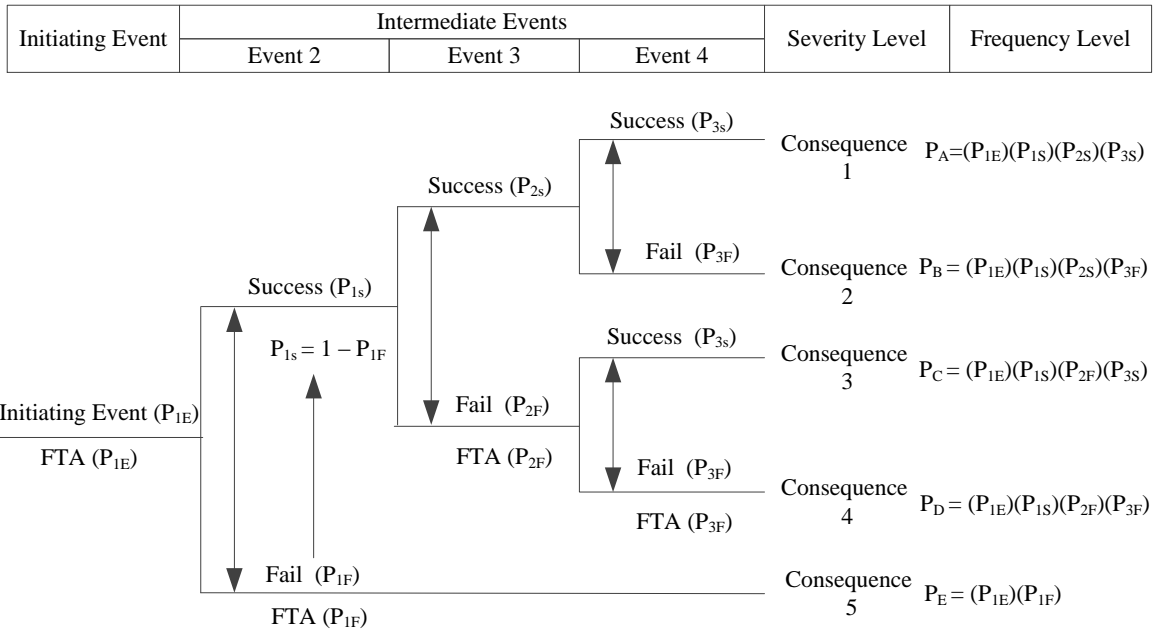 Initiating Event
Intermediate Events
Severity Level
Frequency Level
Event 2
Event 3
Event 4
Success (P3s)
Consequence
1
PA=(P1E)(P1S)(P2S)(P3S)
Success (P2s)
Fail (P3F)
Consequence
2
PB = (P1E)(P1S)(P2S)(P3F)
Success (P1s)
P1s = 1 – P1F
Success (P3s)
Consequence
3
PC = (P1E)(P1S)(P2F)(P3S)
Initiating Event (P1E)
FTA (P1E)
Fail (P2F)
FTA (P2F)
Fail (P3F)
FTA (P3F)
Consequence
4
PD = (P1E)(P1S)(P2F)(P3F)
Fail (P1F)
FTA (P1F)
Consequence
5
PE = (P1E)(P1F)